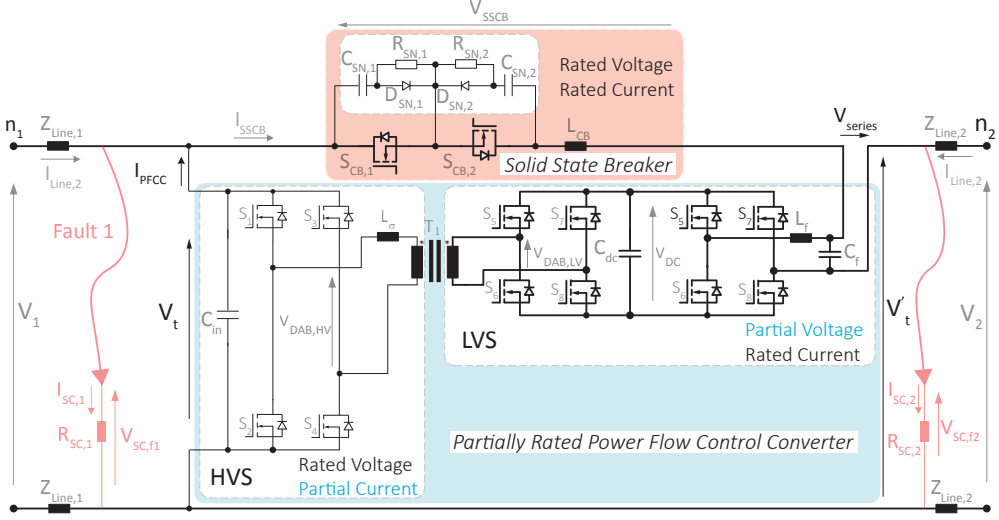 V_SSCB
R_SN,1
R_SN,2
C_SN,1
C_SN,2
D_SN,1
D_SN,2
Rated Voltage
Rated Current
n_1
Z_Line,1
I_SSCB
S_CB,1
S_CB,2
L_CB
Solid State Breaker
V_series
Z_Line,2
n_2
I_Line,2
I_PFCC
I_Line,2
Fault 1
S_1
S_3
L_σ
T_1
S_5
S_7
C_dc
V_DC
S_5
S_7
L_f
C_f
V_DAB,LV
V_1
V_t
C_in
V_DAB,HV
S_6
S_8
S_6
S_8
V'_t
V_2
LVS
Partial Voltage
Rated Current
I_SC,1
R_SC,1
V_SC,f1
S_2
S_4
I_SC,2
R_SC,2
V_SC,f2
Partially Rated Power Flow Control Converter
HVS
Rated Voltage
Partial Current
Z_Line,1
Z_Line,2